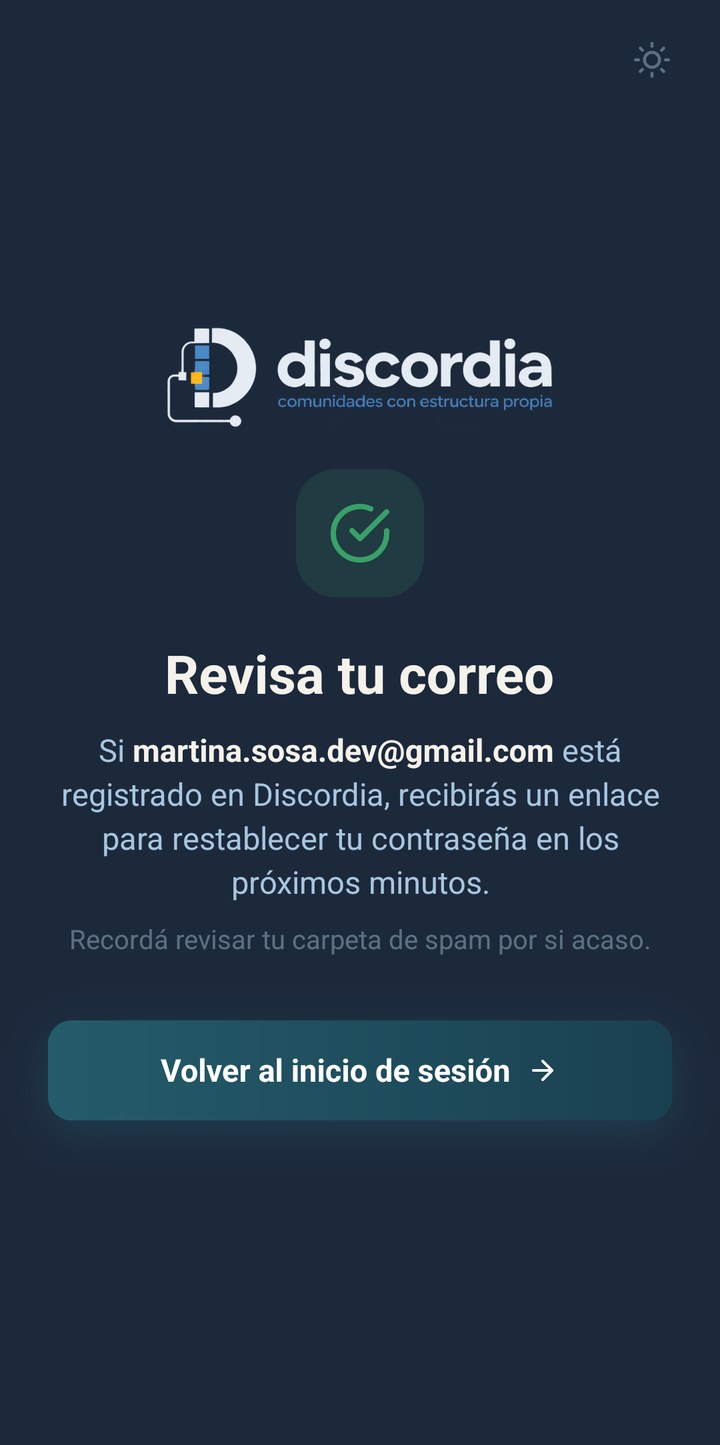 discordia
comunidades con estructura propia
Revisa tu correo
Si martina.sosa.dev@gmail.com está
registrado en Discordia, recibirás un enlace
para restablecer tu contraseña en los
próximos minutos.
Recordá revisar tu carpeta de spam por si acaso.
Volver al inicio de sesión